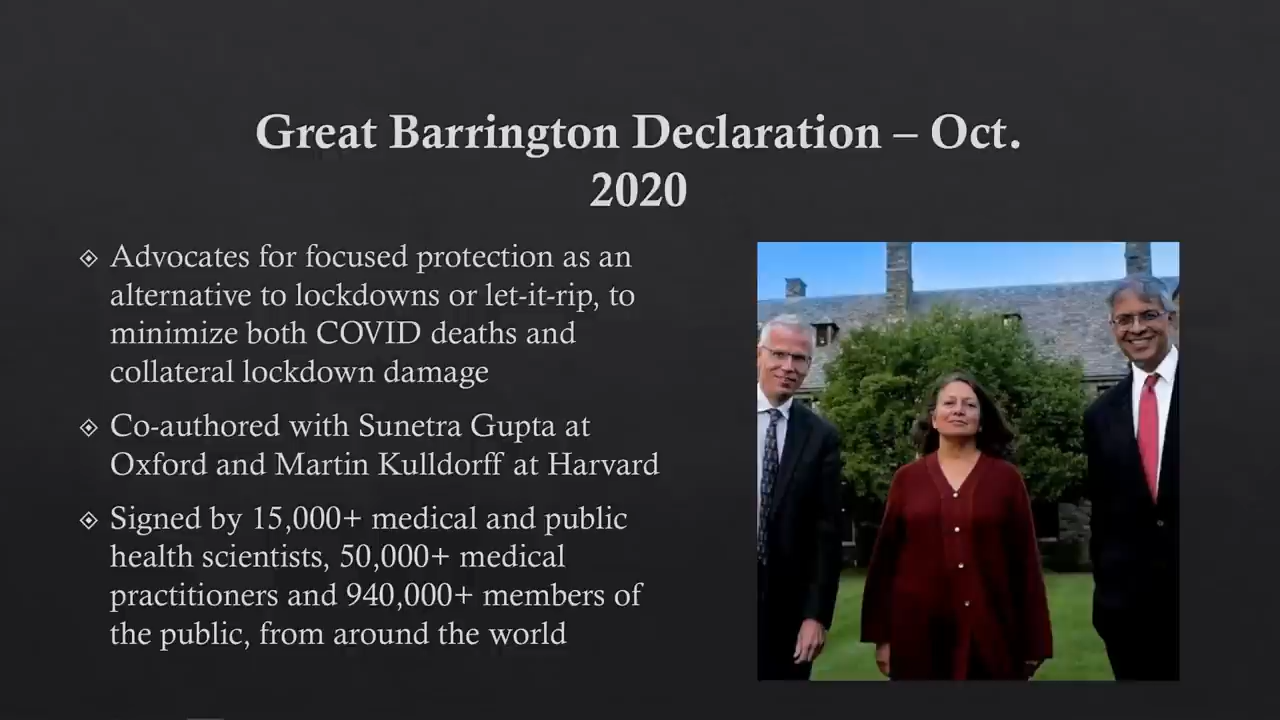 Great Barrington Declaration – Oct.
2020
Advocates for focused protection as an
alternative to lockdowns or let-it-rip, to
minimize both COVID deaths and
collateral lockdown damage
Co-authored with Sunetra Gupta at
Oxford and Martin Kulldorff at Harvard
Signed by 15,000+ medical and public
health scientists, 50,000+ medical
practitioners and 940,000+ members of
the public, from around the world